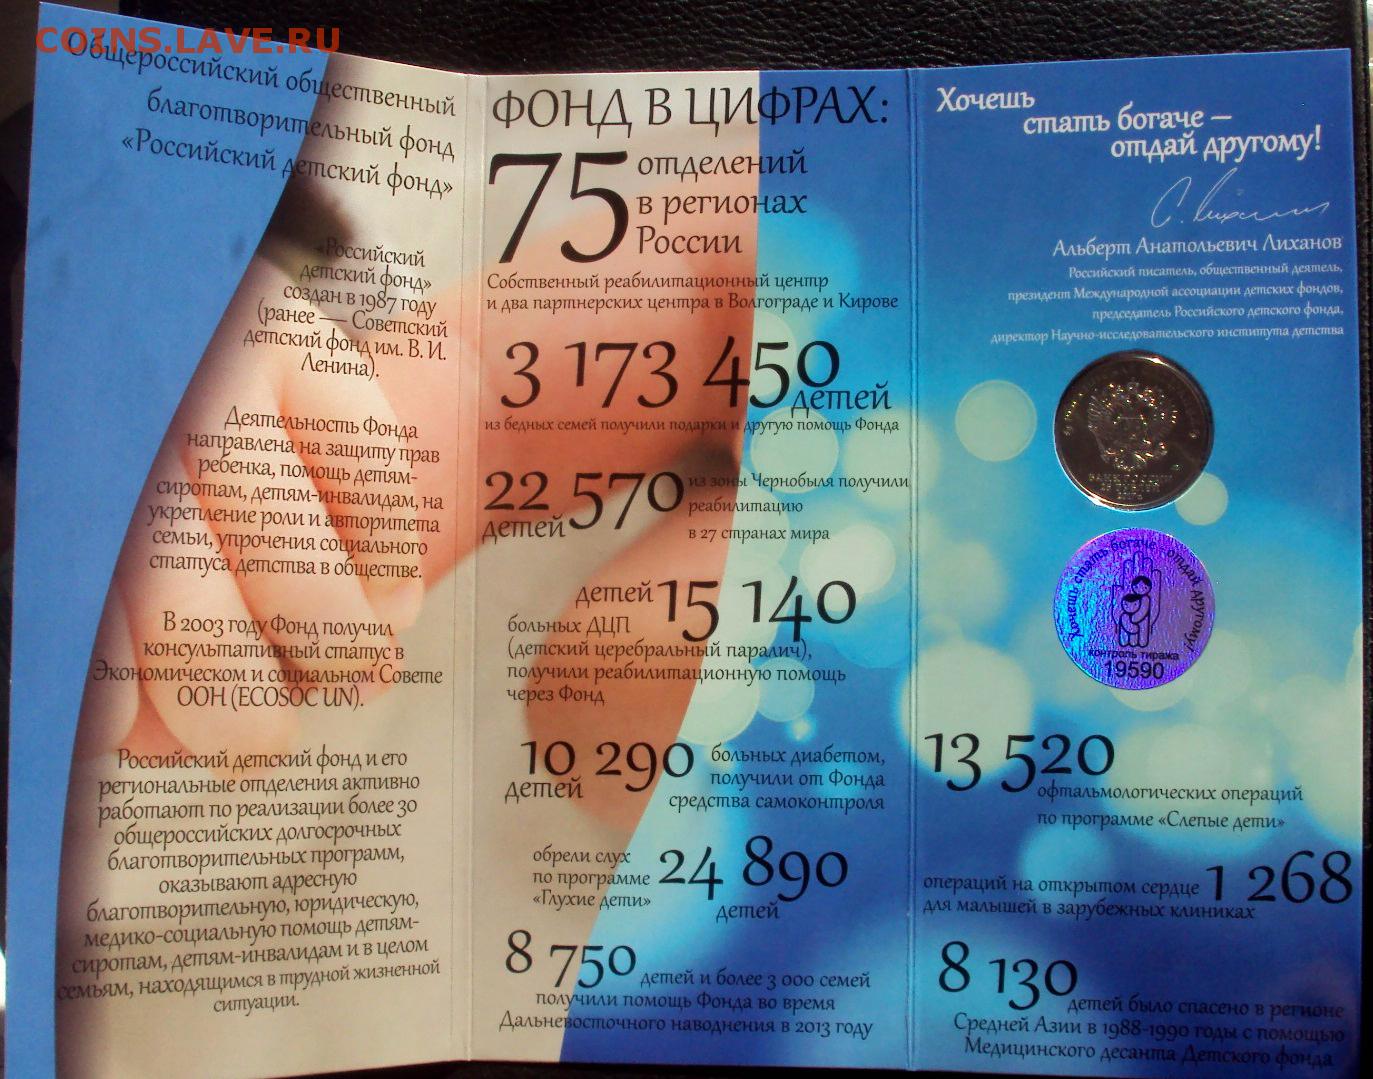 COINS.LAVE.RU
Общероссийский общественный
благотворительный фонд
«Российский детский фонд»
«Российский
детский фонд»
создан в 1987 году
(ранее — Советский
детский фонд им. В. И.
Ленина).
Деятельность Фонда
направлена на защиту прав
ребенка, помощь детям-
сиротам, детям-инвалидам, на
укрепление роли и авторитета
семьи, упрочения социального
статуса детства в обществе.
В 2003 году Фонд получил
консультативный статус в
Экономическом и социальном Совете
ООН (ECOSOC UN).
Российский детский фонд и его
региональные отделения активно
работают по реализации более 30
общероссийских долгосрочных
благотворительных программ,
оказывают адресную
благотворительную, юридическую,
медико-социальную помощь детям-
сиротам, детям-инвалидам и в целом
семьям, находящимся в трудной жизненной
ситуации.
ФОНД В ЦИФРАХ:
75 отделений
в регионах
России
Собственный реабилитационный центр
и два партнерских центра в Волгограде и Кирове
3 173 450
детей
из бедных семей получили подарки и другую помощь Фонда
22 570
детей
из зоны Чернобыля получили
реабилитацию
в 27 странах мира
детей 15 140
больных ДЦП
(детский церебральный паралич),
получили реабилитационную помощь
через Фонд
10 290
детей
больных диабетом,
получили от Фонда
средства самоконтроля
обрели слух
по программе
«Глухие дети»
24 890
детей
8 750 детей и более 3 000 семей
получили помощь Фонда во время
Дальневосточного наводнения в 2013 году
Хочешь
стать богаче –
отдай другому!
Альберт Анатольевич Лиханов
Российский писатель, общественный деятель,
президент Международной ассоциации детских фондов,
председатель Российского детского фонда,
директор Научно-исследовательского института детства
Хочешь стать богаче - отдай другому!
контроль тиража
19590
13 520
офтальмологических операций
по программе «Слепые дети»
операций на открытом сердце 1 268
для малышей в зарубежных клиниках
8 130
детей было спасено в регионе
Средней Азии в 1988-1990 годы с помощью
Медицинского десанта Детского фонда